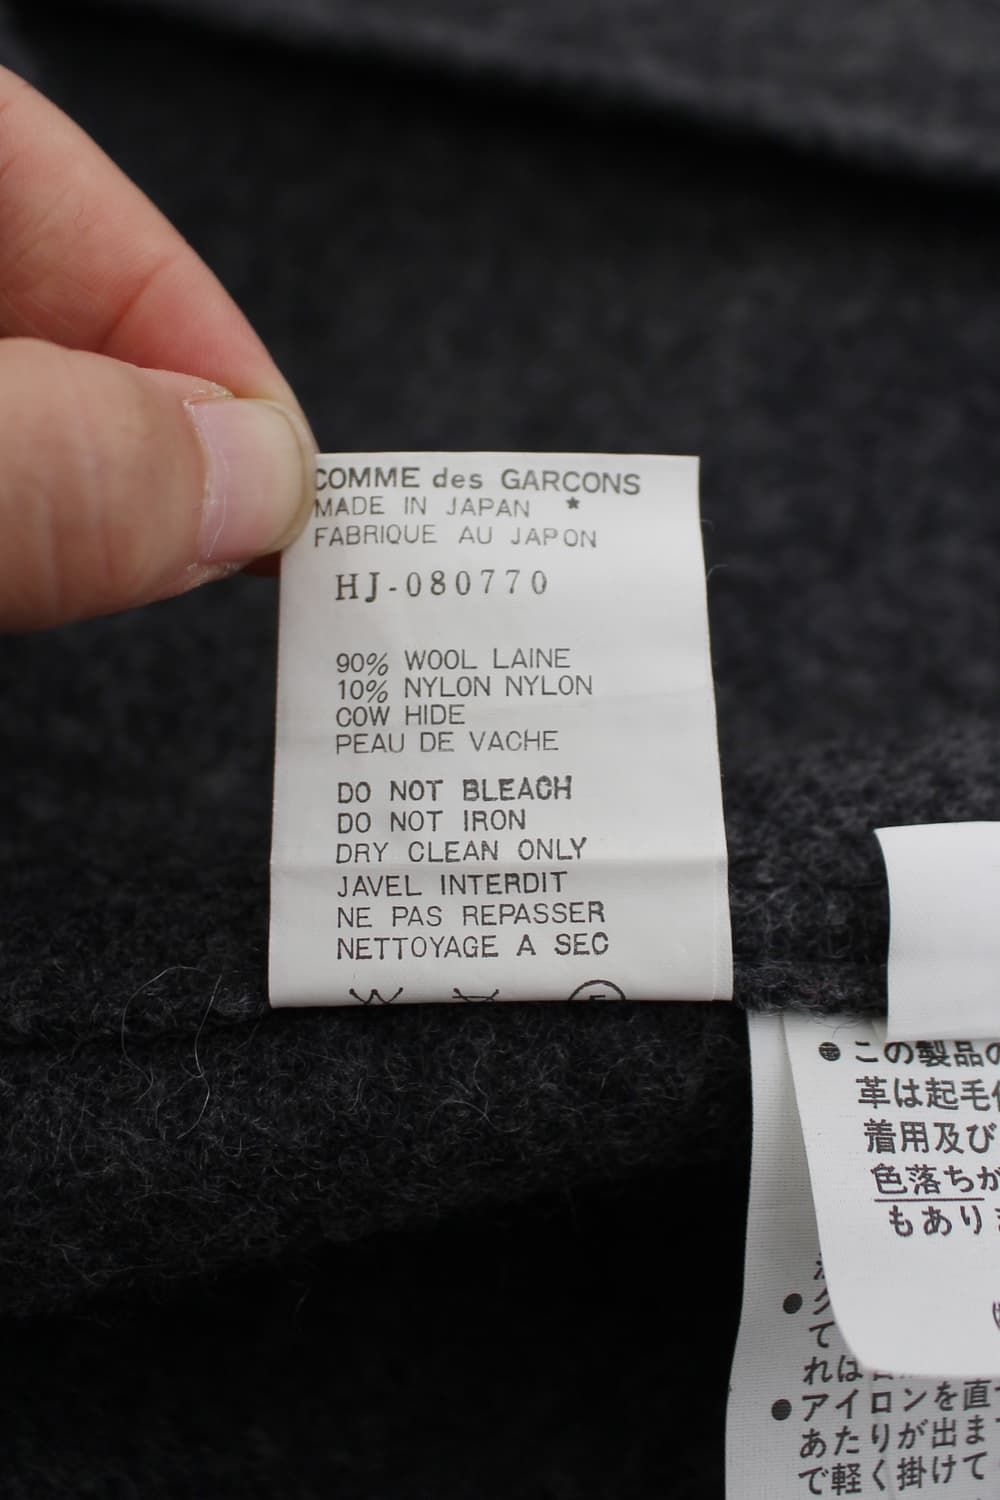 COMME des GARCONS
MADE IN JAPAN ★
FABRIQUE AU JAPON
HJ-080770
90% WOOL LAINE
10% NYLON NYLON
COW HIDE
PEAU DE VACHE
DO NOT BLEACH
DO NOT IRON
DRY CLEAN ONLY
JAVEL INTERDIT
NE PAS REPASSER
NETTOYAGE A SEC
●この製品の
革は起毛
着用及び
色落ちが
もあり
●ク
て
れは
●アイロンを直
あたりが出ま
で軽く掛けて